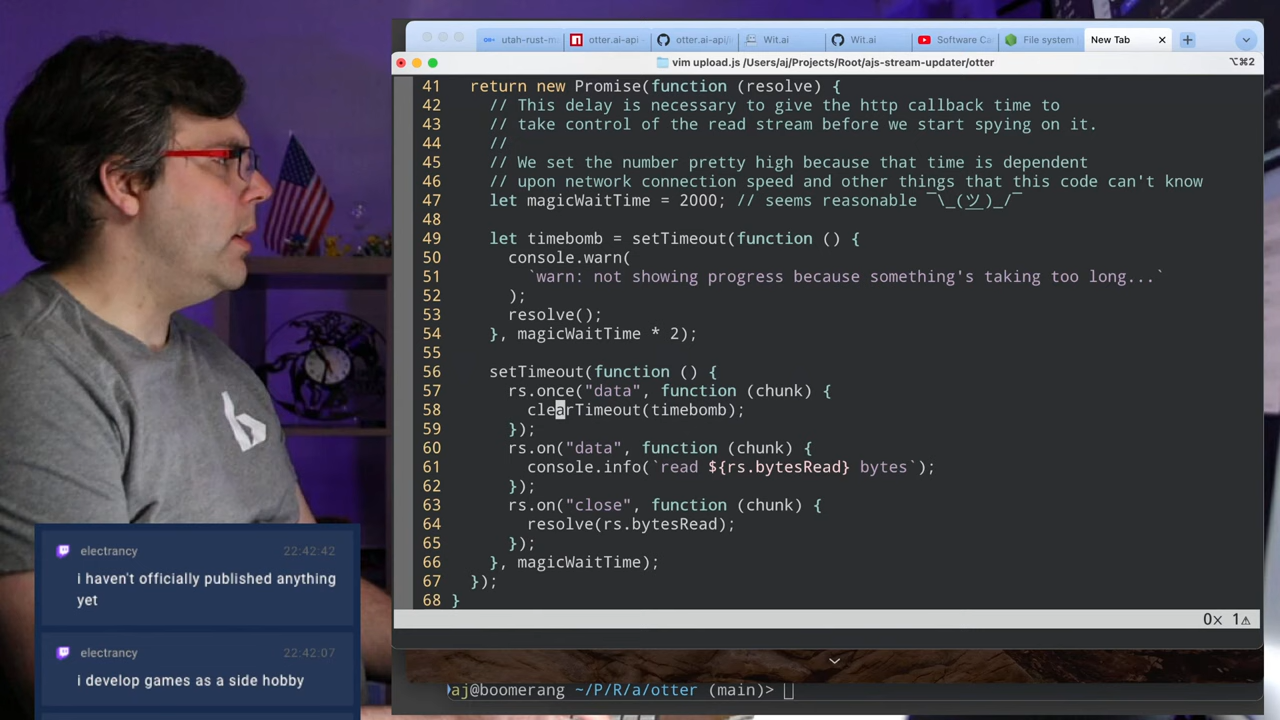 utah-rust-m
otter.ai-api -
otter.ai-api/
Wit.ai
Wit.ai
Software Ca
File system
New Tab
vim upload.js /Users/aj/Projects/Root/ajs-stream-updater/otter
⌥⌘2
41 return new Promise(function (resolve) {
42 // This delay is necessary to give the http callback time to
43 // take control of the read stream before we start spying on it.
44 //
45 // We set the number pretty high because that time is dependent
46 // upon network connection speed and other things that this code can't know
47 let magicWaitTime = 2000; // seems reasonable ¯\_(ツ)_/¯
48
49 let timebomb = setTimeout(function () {
50 console.warn(
51 `warn: not showing progress because something's taking too long...`
52 );
53 resolve();
54 }, magicWaitTime * 2);
55
56 setTimeout(function () {
57 rs.once("data", function (chunk) {
58 clearTimeout(timebomb);
59 });
60 rs.on("data", function (chunk) {
61 console.info(`read ${rs.bytesRead} bytes`);
62 });
63 rs.on("close", function (chunk) {
64 resolve(rs.bytesRead);
65 });
66 }, magicWaitTime);
67 });
68 }
0× 1⚠
aj@boomerang ~/P/R/a/otter (main)>
electrancy 22:42:42
i haven't officially published anything
yet
electrancy 22:42:07
i develop games as a side hobby